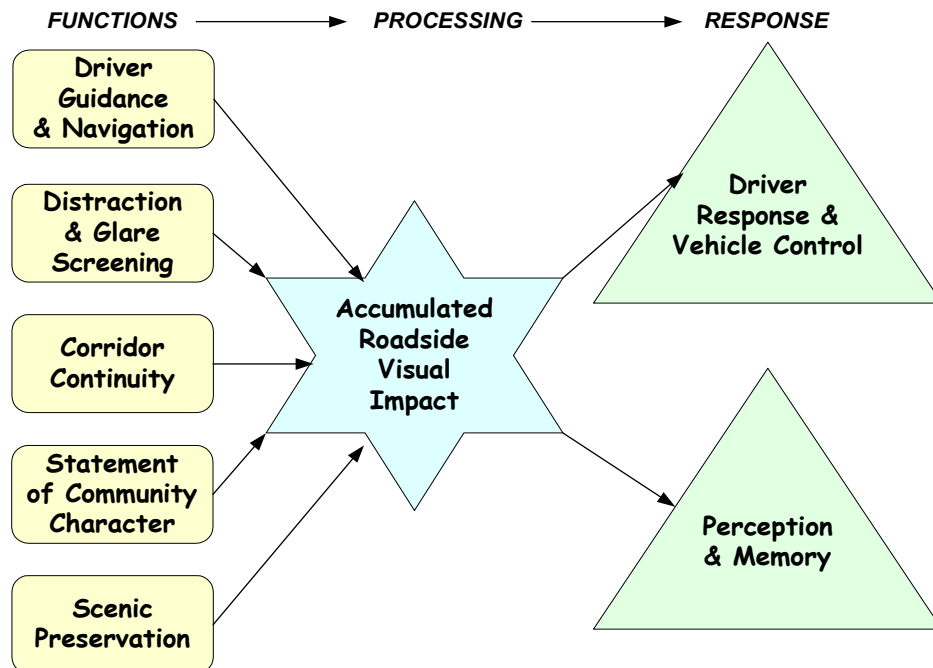 FUNCTIONS
PROCESSING
RESPONSE
Driver
Guidance
& Navigation
Distraction
& Glare
Screening
Corridor
Continuity
Statement
of Community
Character
Scenic
Preservation
Accumulated
Roadside
Visual
Impact
Driver
Response &
Vehicle Control
Perception
& Memory